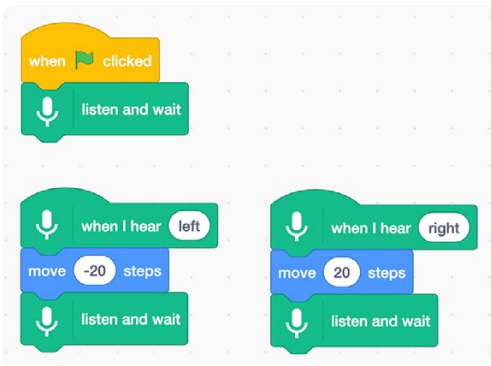 when clicked
listen and wait
when I hear left
move -20 steps
listen and wait
when I hear right
move 20 steps
listen and wait